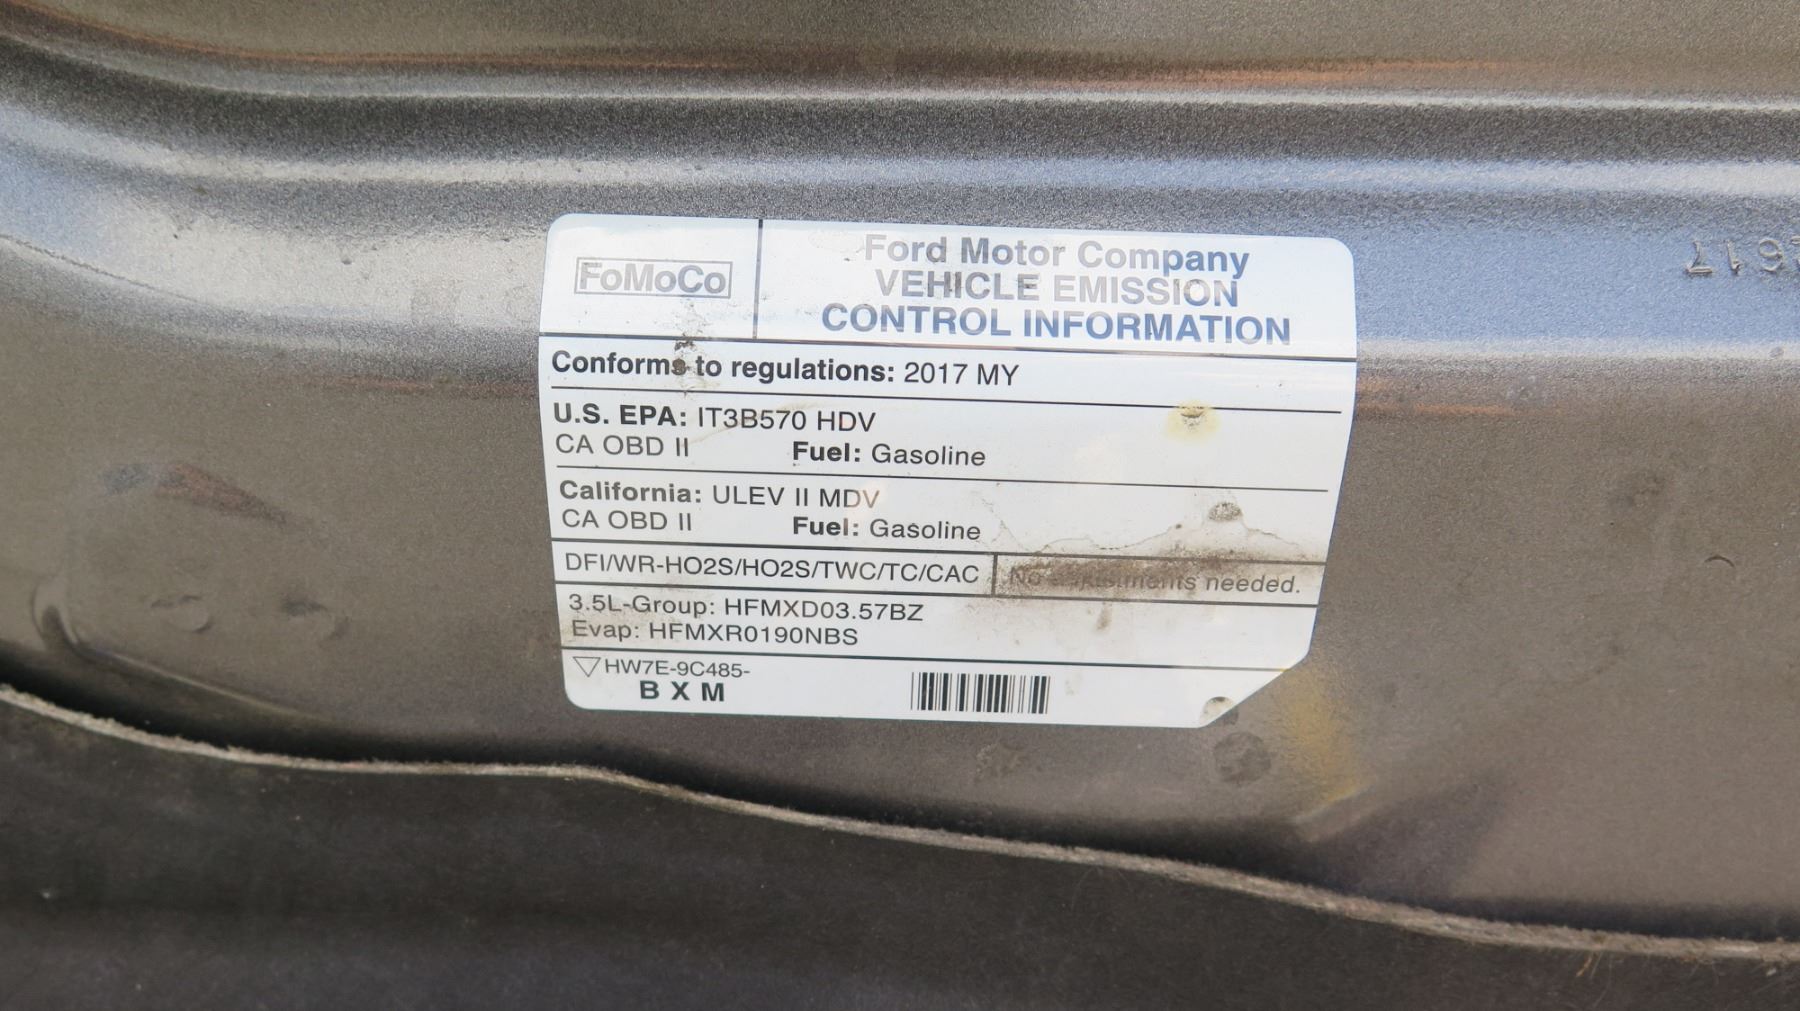 FoMoCo
Ford Motor Company
VEHICLE EMISSION
CONTROL INFORMATION
Conforms to regulations: 2017 MY
U.S. EPA: IT3B570 HDV
CA OBD II Fuel: Gasoline
California: ULEV II MDV
CA OBD II Fuel: Gasoline
DFI/WR-HO2S/HO2S/TWC/TC/CAC
No adjustments needed.
3.5L-Group: HFMXD03.57BZ
Evap: HFMXR0190NBS
HW7E-9C485-
B X M